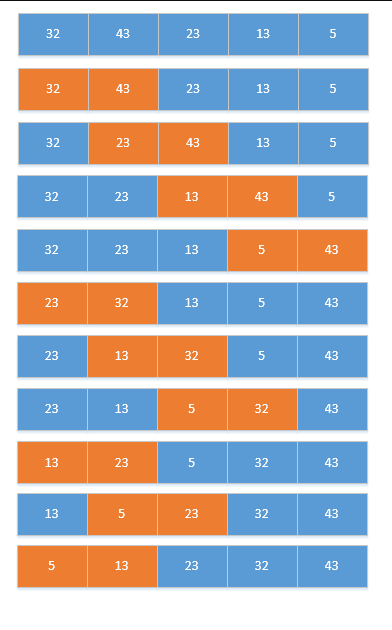 32 43 23 13 5
32 43 23 13 5
32 23 43 13 5
32 23 13 43 5
32 23 13 5 43
23 32 13 5 43
23 13 32 5 43
23 13 5 32 43
13 23 5 32 43
13 5 23 32 43
5 13 23 32 43